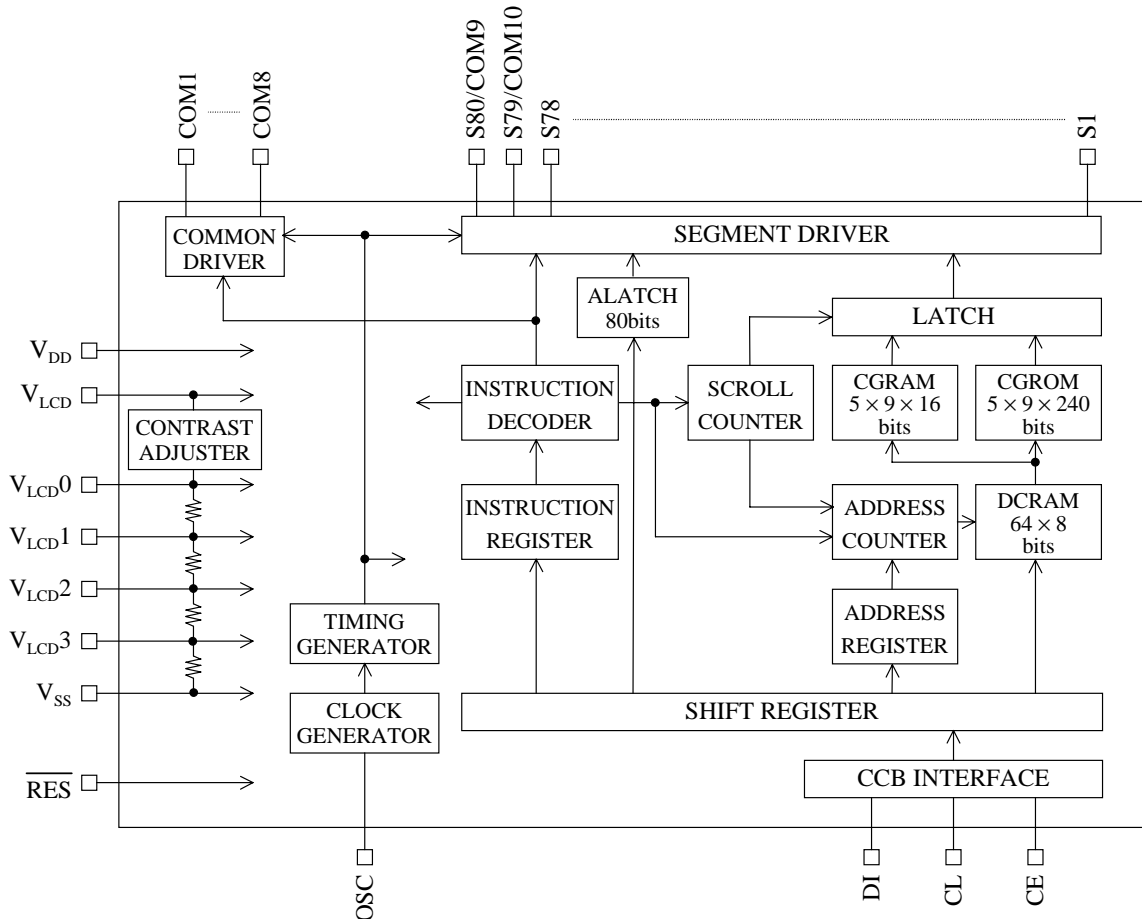 COM1
COM8
S80/COM9
S79/COM10
S78
S1
COMMON
DRIVER
SEGMENT DRIVER
ALATCH
80bits
LATCH
VDD
VLCD
CONTRAST
ADJUSTER
INSTRUCTION
DECODER
SCROLL
COUNTER
CGRAM
5 × 9 × 16
bits
CGROM
5 × 9 × 240
bits
VLCD0
VLCD1
VLCD2
VLCD3
VSS
INSTRUCTION
REGISTER
ADDRESS
COUNTER
DCRAM
64 × 8
bits
TIMING
GENERATOR
ADDRESS
REGISTER
CLOCK
GENERATOR
SHIFT REGISTER
RES
CCB INTERFACE
OSC
DI
CL
CE